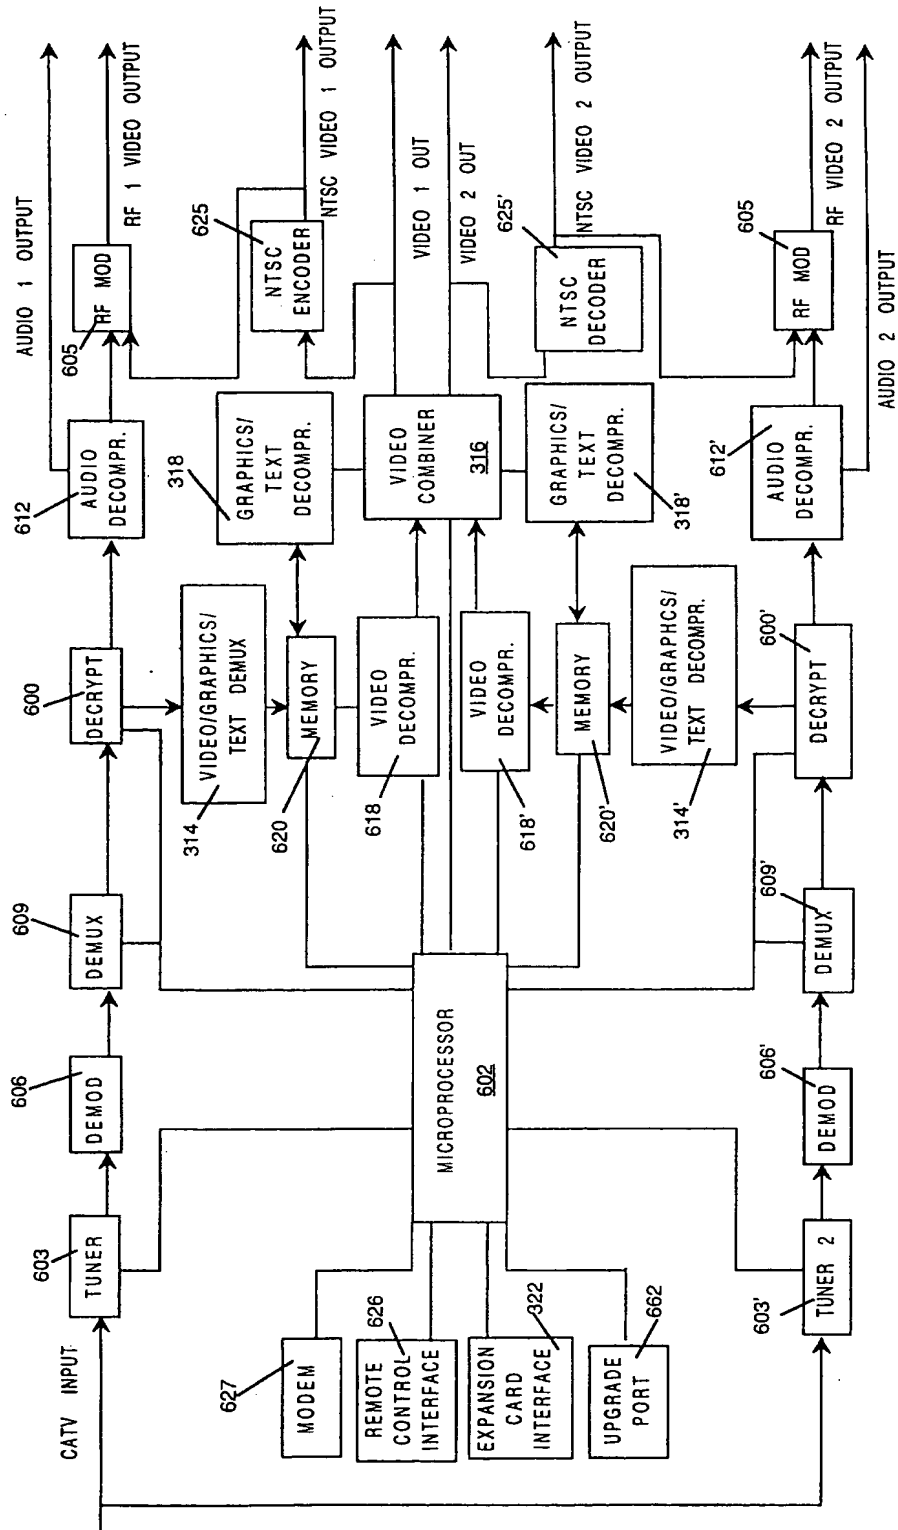 CATV INPUT
603
TUNER
606
DEMOD
609
DEMUX
600
DECRYPT
612
AUDIO
DECOMPR.
605
RF MOD
AUDIO 1 OUTPUT
RF 1 VIDEO OUTPUT
314
VIDEO/GRAPHICS/
TEXT DEMUX
318
GRAPHICS/
TEXT
DECOMPR.
625
NTSC
ENCODER
NTSC VIDEO 1 OUTPUT
620
MEMORY
618
VIDEO
DECOMPR.
627
MODEM
626
REMOTE
CONTROL
INTERFACE
322
EXPANSION
CARD
INTERFACE
662
UPGRADE
PORT
MICROPROCESSOR
602
VIDEO
COMBINER
316
VIDEO 1 OUT
VIDEO 2 OUT
618'
VIDEO
DECOMPR.
620'
MEMORY
GRAPHICS/
TEXT
DECOMPR.
318'
625'
NTSC
DECODER
NTSC VIDEO 2 OUTPUT
314'
VIDEO/GRAPHCS/
TEXT DECOMPR.
603'
TUNER 2
606'
DEMOD
609'
DEMUX
600'
DECRYPT
612'
AUDIO
DECOMPR.
605
RF MOD
RF VIDEO 2 OUTPUT
AUDIO 2 OUTPUT